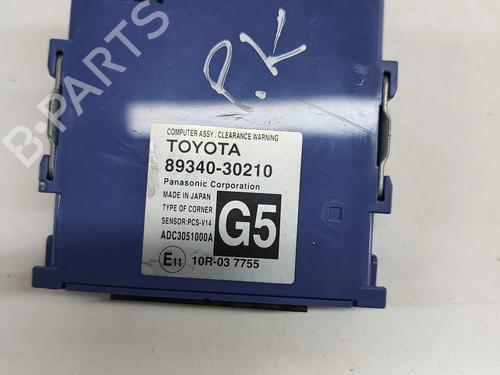 P.K
COMPUTER ASSY : CLEARANCE WARNING
TOYOTA
89340-30210
Panasonic Corporation
MADE IN JAPAN
TYPE OF CORNER
SENSOR:PCS-V14
ADC3051000A
G5
E11 10R-03 7755
B-PARTS